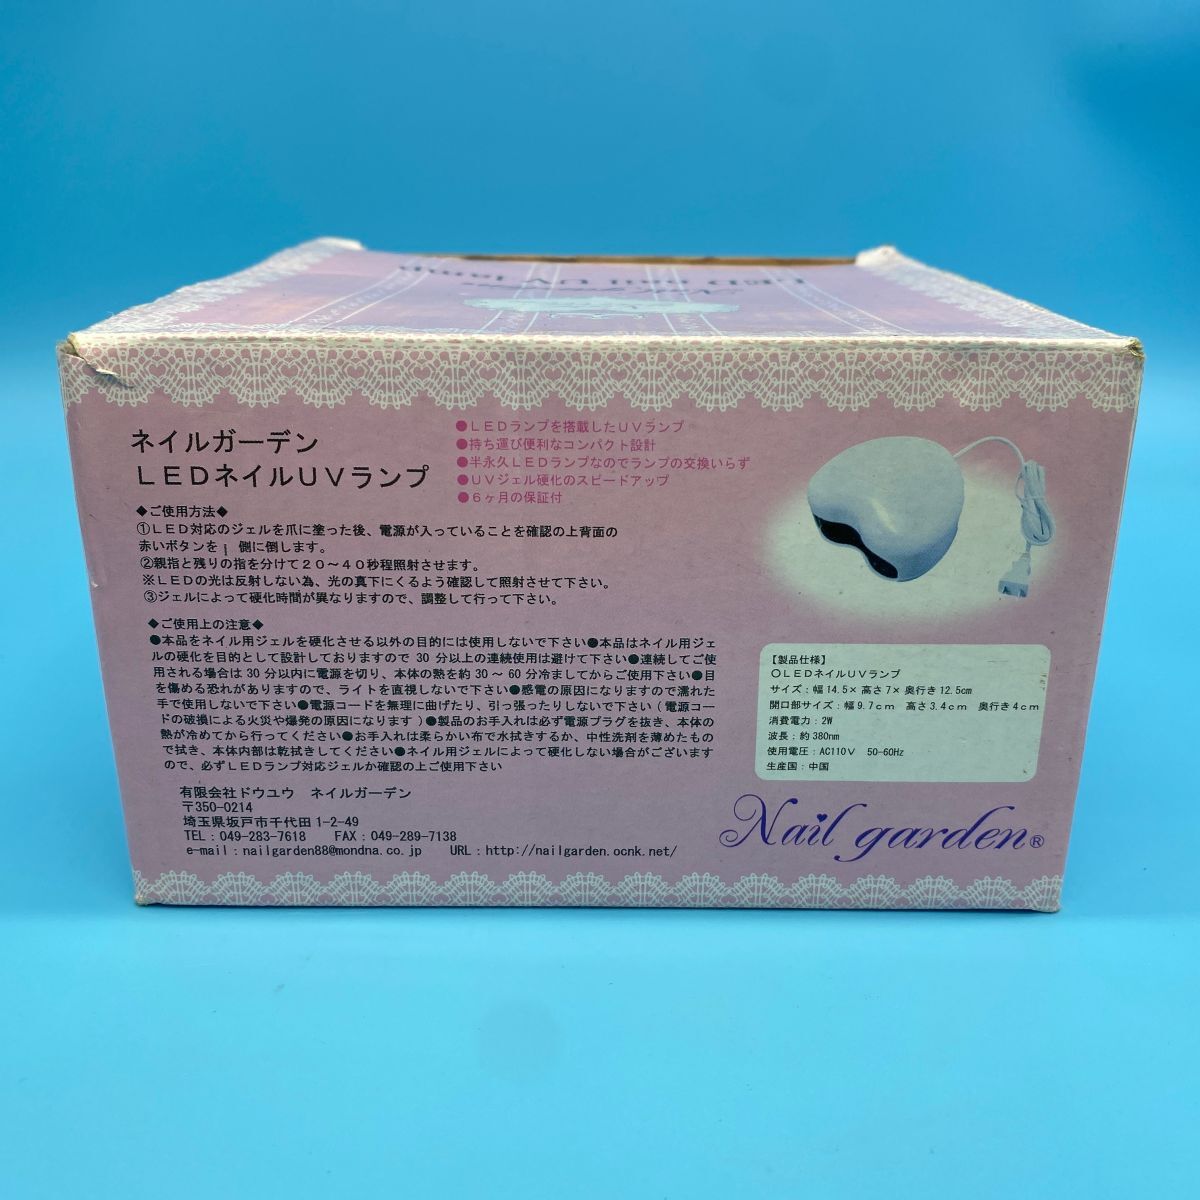 LED nail UV lamp
ネイルガーデン
LEDネイルUVランプ
●LEDランプを搭載したUVランプ
●持ち運び便利なコンパクト設計
●半永久LEDランプなのでランプの交換いらず
●UVジェル硬化のスピードアップ
●6ヶ月の保証付
◆ご使用方法◆
①LED対応のジェルを爪に塗った後、電源が入っていることを確認の上背面の
赤いボタンを | 側に倒します。
②親指と残りの指を分けて20~40秒程照射させます。
※LEDの光は反射しない為、光の真下にくるよう確認して照射させて下さい。
③ジェルによって硬化時間が異なりますので、調整して行って下さい。
◆ご使用上の注意◆
●本品をネイル用ジェルを硬化させる以外の目的には使用しないで下さい●本品はネイル用ジェ
ルの硬化を目的として設計しておりますので 30 分以上の連続使用は避けて下さい●連続してご使
用される場合は 30 分以内に電源を切り、本体の熱を約 30 ~ 60 分冷ましてからご使用下さい●目
を傷める恐れがありますので、ライトを直視しないで下さい●感電の原因になりますので濡れた
手で使用しないで下さい●電源コードを無理に曲げたり、引っ張ったりしないで下さい(電源コー
ドの破損による火災や爆発の原因になります)●製品のお手入れは必ず電源プラグを抜き、本体の
熱が冷めてから行ってください●お手入れは柔らかい布で水拭きするか、中性洗剤を薄めたもの
で拭き、本体内部は乾拭きしてください●ネイル用ジェルによって硬化しない場合がございます
ので、必ずLEDランプ対応ジェルか確認の上ご使用下さい
【製品仕様】
○LEDネイルUVランプ
サイズ:幅 14.5× 高さ 7× 奥行き 12.5cm
開口部サイズ:幅 9.7cm 高さ 3.4cm 奥行き 4cm
消費電力:2W
波長:約 380nm
使用電圧:AC110V 50-60Hz
生産国:中国
有限会社ドウユウ ネイルガーデン
〒350-0214
埼玉県坂戸市千代田 1-2-49
TEL:049-283-7618 FAX:049-289-7138
e-mail:nailgarden88@mondna.co.jp URL:http://nailgarden.ocnk.net/
Nail garden®